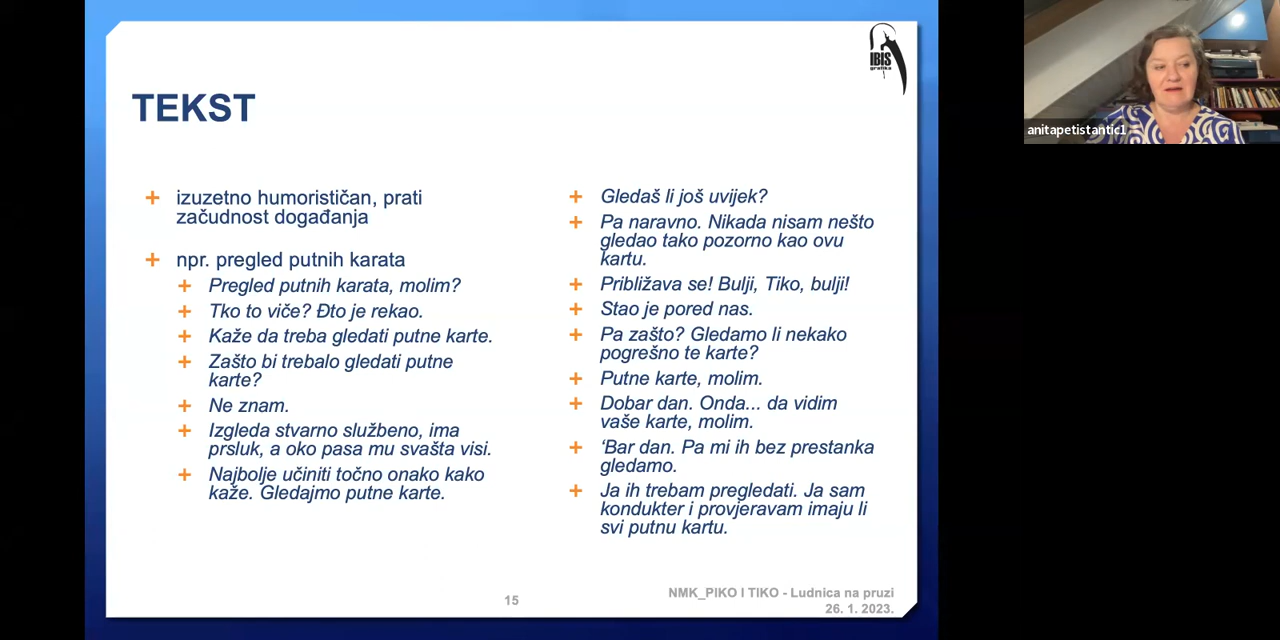 IBIS
grafika
anitapetistantic1
TEKST
izuzetno humorističan, prati
začudnost događanja
npr. pregled putnih karata
Pregled putnih karata, molim?
Tko to viče? Đto je rekao.
Kaže da treba gledati putne karte.
Zašto bi trebalo gledati putne
karte?
Ne znam.
Izgleda stvarno službeno, ima
prsluk, a oko pasa mu svašta visi.
Najbolje učiniti točno onako kako
kaže. Gledajmo putne karte.
Gledaš li još uvijek?
Pa naravno. Nikada nisam nešto
gledao tako pozorno kao ovu
kartu.
Približava se! Bulji, Tiko, bulji!
Stao je pored nas.
Pa zašto? Gledamo li nekako
pogrešno te karte?
Putne karte, molim.
Dobar dan. Onda... da vidim
vaše karte, molim.
‘Bar dan. Pa mi ih bez prestanka
gledamo.
Ja ih trebam pregledati. Ja sam
kondukter i provjeravam imaju li
svi putnu kartu.
15
NMK_PIKO I TIKO - Ludnica na pruzi
26. 1. 2023.